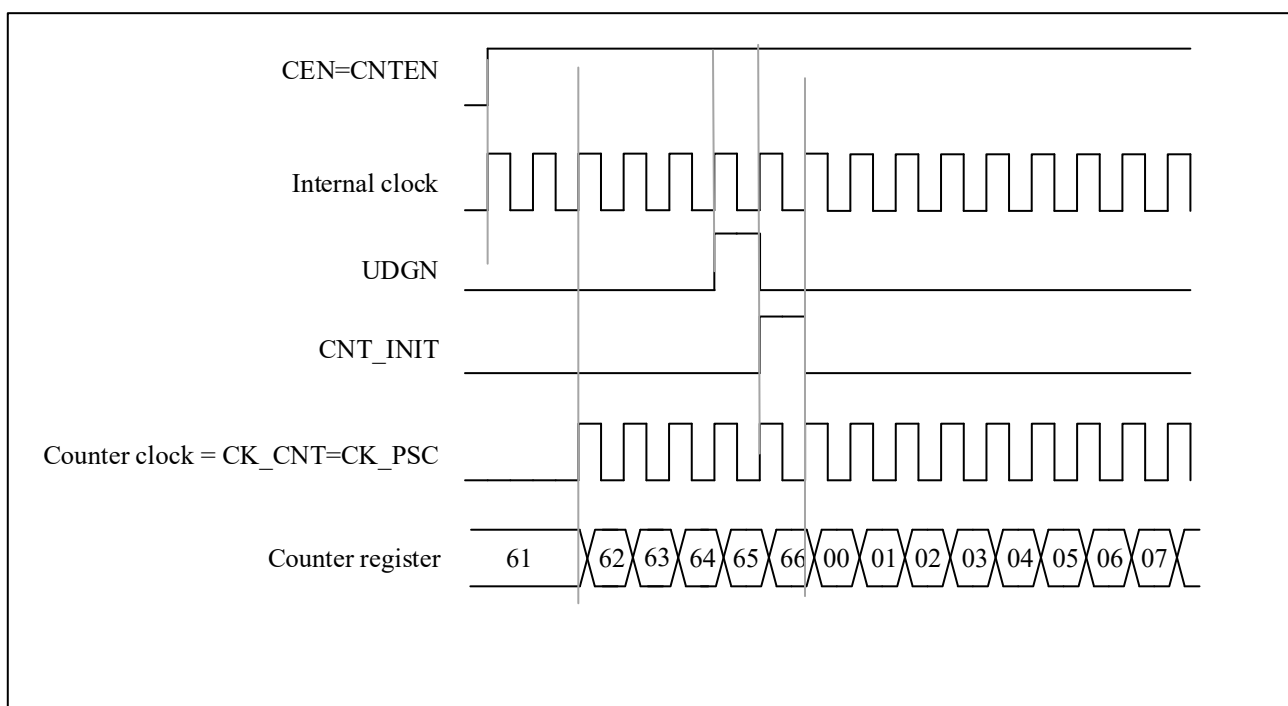 CEN=CNTEN
Internal clock
UDGN
CNT_INIT
Counter clock = CK_CNT=CK_PSC
Counter register 61 62 63 64 65 66 00 01 02 03 04 05 06 07